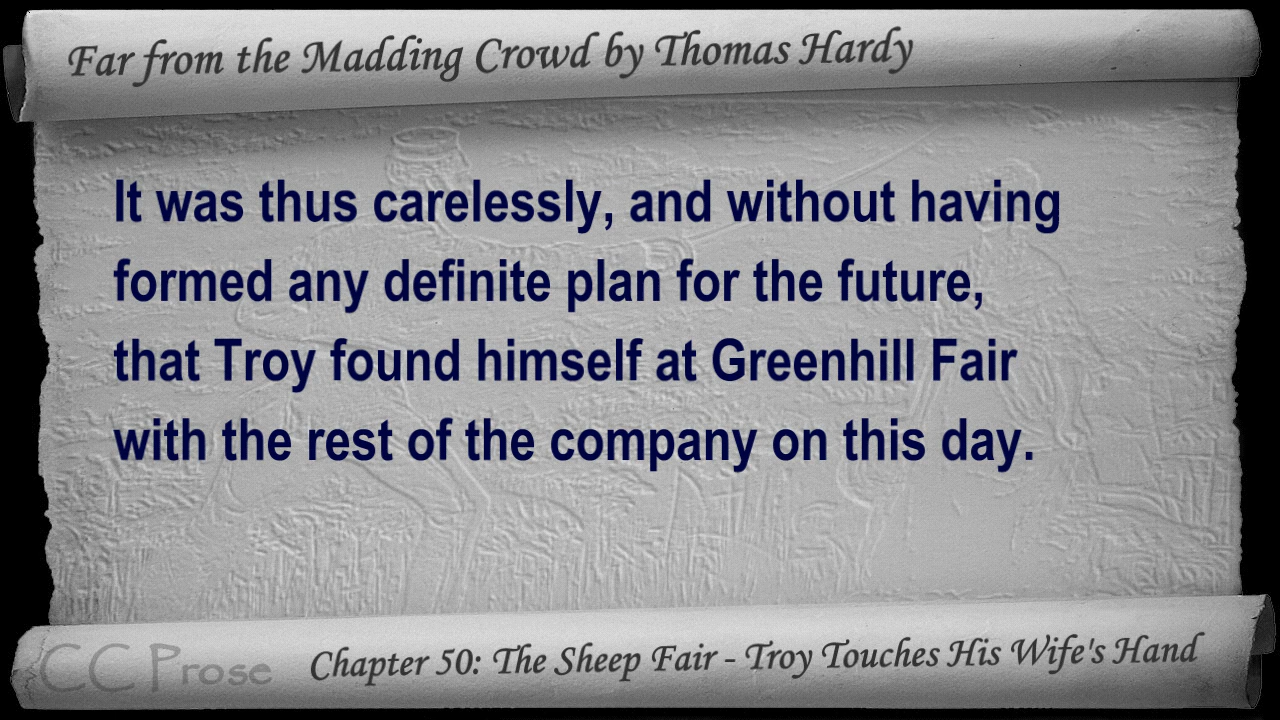 Far from the Madding Crowd by Thomas Hardy
It was thus carelessly, and without having
formed any definite plan for the future,
that Troy found himself at Greenhill Fair
with the rest of the company on this day.
CC Prose
Chapter 50: The Sheep Fair - Troy Touches His Wife's Hand